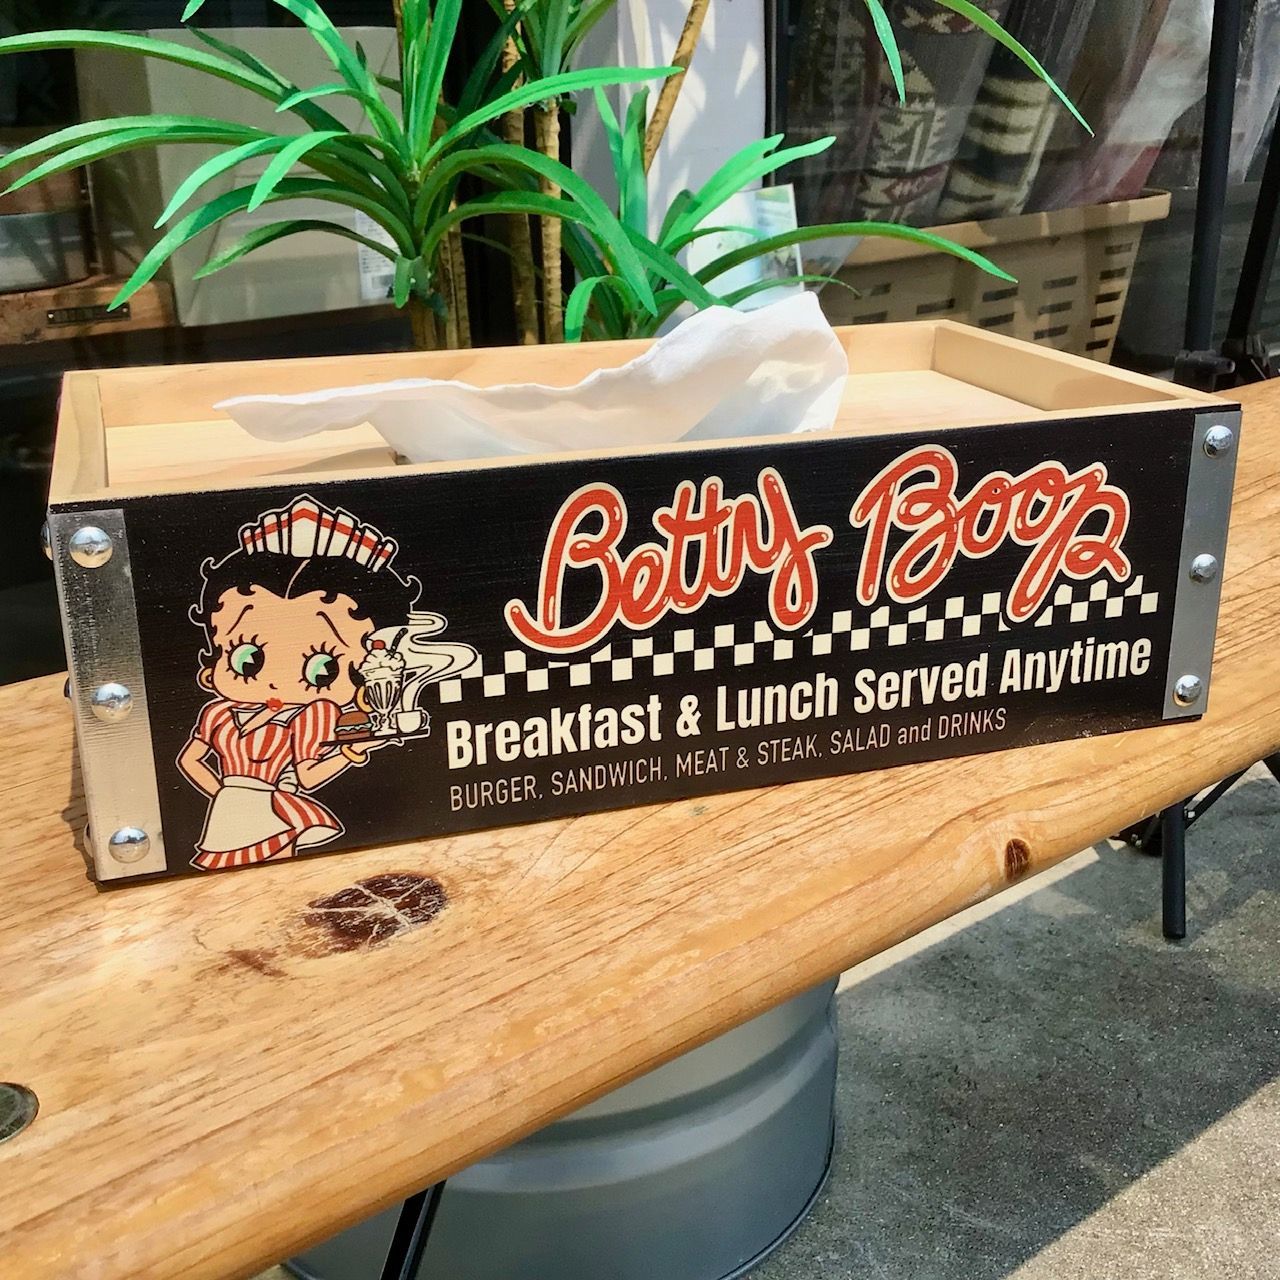 Betty Boop
Breakfast & Lunch Served Anytime
BURGER, SANDWICH, MEAT & STEAK, SALAD and DRINKS